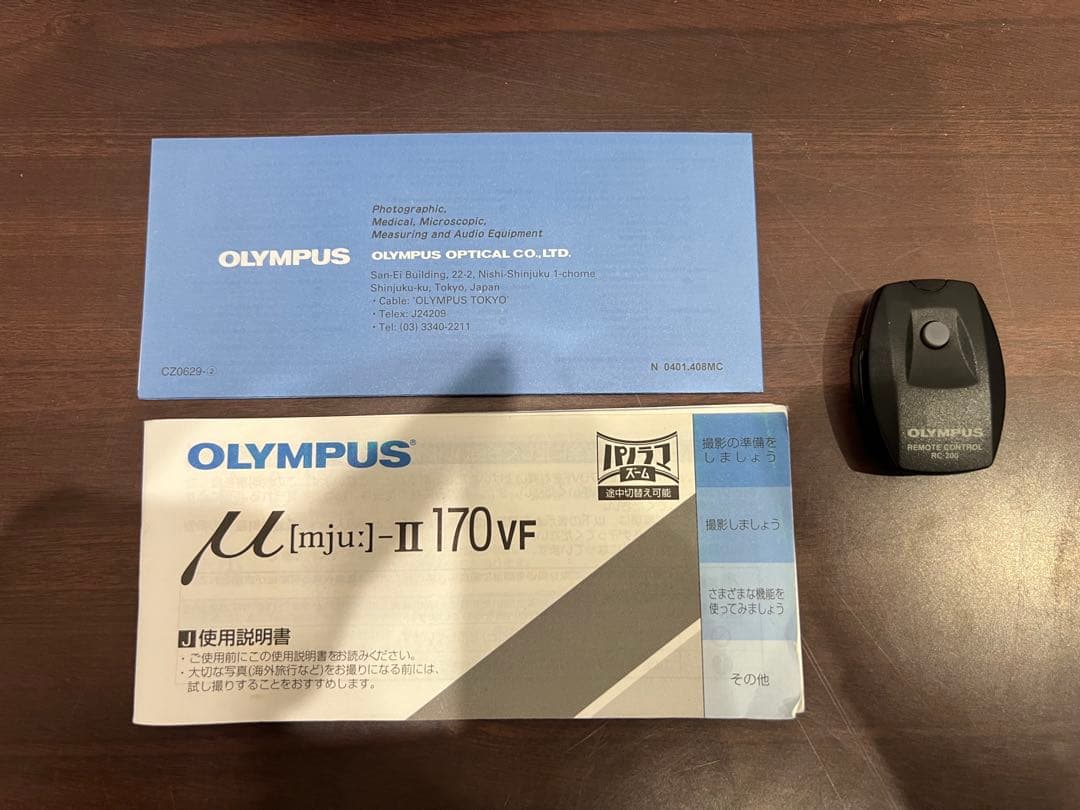 Photographic,
Medical, Microscopic,
Measuring and Audio Equipment
OLYMPUS OLYMPUS OPTICAL CO.,LTD.
San-Ei Building, 22-2, Nishi-Shinjuku 1-chome
Shinjuku-ku, Tokyo, Japan
・Cable: 'OLYMPUS TOKYO'
・Telex: J24209
・Tel: (03) 3340-2211
CZ0629-② N 0401.408MC
OLYMPUS®
パノラマ
ズーム
途中切替え可能
μ[mju:]-II 170VF
J 使用説明書
・ご使用前にこの使用説明書をお読みください。
・大切な写真(海外旅行など)をお撮りになる前には、
試し撮りすることをおすすめします。
撮影の準備を
しましょう
撮影しましょう
さまざまな機能を
使ってみましょう
その他
OLYMPUS
REMOTE CONTROL
RC-200